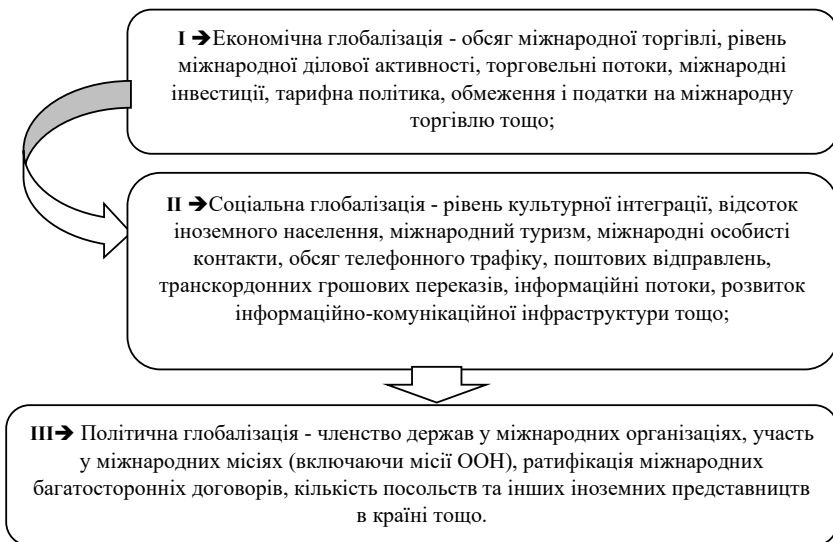 I ➔Економічна глобалізація - обсяг міжнародної торгівлі, рівень
міжнародної ділової активності, торговельні потоки, міжнародні
інвестиції, тарифна політика, обмеження і податки на міжнародну
торгівлю тощо;
II ➔Соціальна глобалізація - рівень культурної інтеграції, відсоток
іноземного населення, міжнародний туризм, міжнародні особисті
контакти, обсяг телефонного трафіку, поштових відправлень,
транскордонних грошових переказів, інформаційні потоки, розвиток
інформаційно-комунікаційної інфраструктури тощо;
III➔ Політична глобалізація - членство держав у міжнародних організаціях, участь
у міжнародних місіях (включаючи місії ООН), ратифікація міжнародних
багатосторонніх договорів, кількість посольств та інших іноземних представництв
в країні тощо.